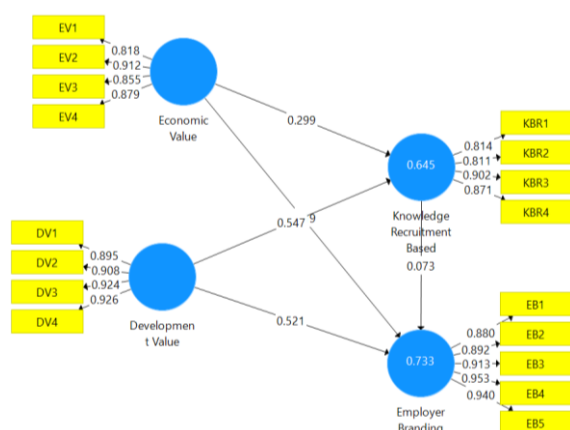 EV1
EV2
EV3
EV4
0.818
0.912
0.855
0.879
Economic
Value
0.299
KBR1
KBR2
KBR3
KBR4
0.814
0.811
0.902
0.871
0.645
Knowledge
Recruitment
Based
0.547
9
0.073
DV1
DV2
DV3
DV4
0.895
0.908
0.924
0.926
Developmen
t Value
0.521
EB1
EB2
EB3
EB4
EB5
0.880
0.892
0.913
0.953
0.940
0.733
Employer
Branding